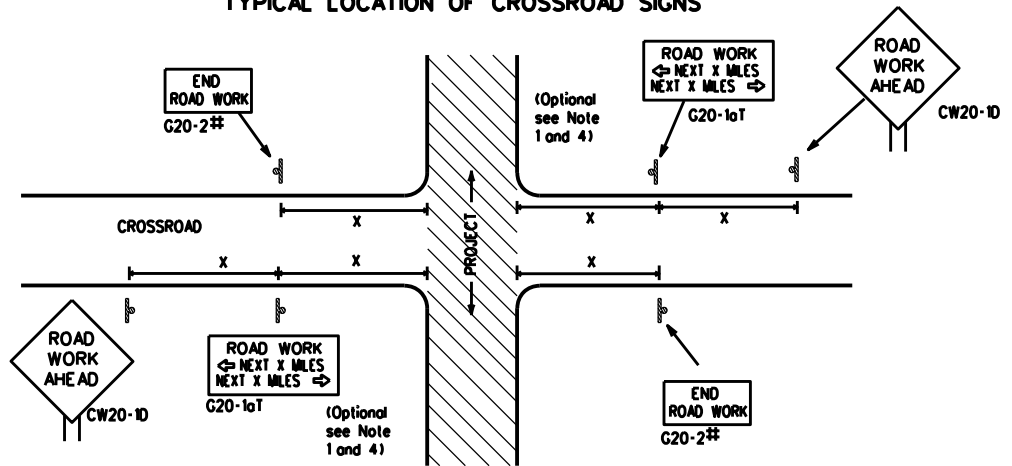 TYPICAL LOCATION OF CROSSROAD SIGNS
END
ROAD WORK
G20-2#
(Optional
see Note
1 and 4)
ROAD WORK
⇦ NEXT X MILES
NEXT X MILES ⇨
G20-1aT
ROAD
WORK
AHEAD
CW20-1D
CROSSROAD
X
X
X
PROJECT
X
X
X
ROAD
WORK
AHEAD
CW20-1D
ROAD WORK
⇦ NEXT X MILES
NEXT X MILES ⇨
G20-1aT
(Optional
see Note
1 and 4)
END
ROAD WORK
G20-2#